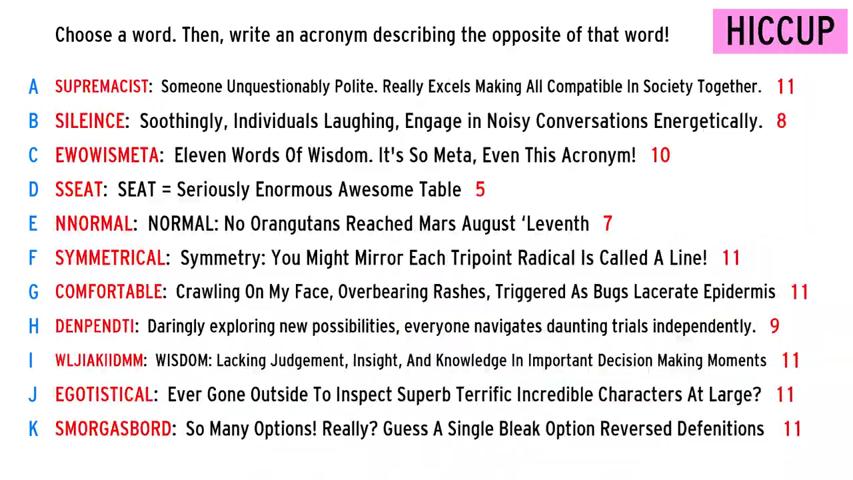 Choose a word. Then, write an acronym describing the opposite of that word!
HICCUP
A SUPREMACIST: Someone Unquestionably Polite. Really Excels Making All Compatible In Society Together. 11
B SILEINCE: Soothingly, Individuals Laughing, Engage in Noisy Conversations Energetically. 8
C EWOWISMETA: Eleven Words Of Wisdom. It's So Meta, Even This Acronym! 10
D SSEAT: SEAT = Seriously Enormous Awesome Table 5
E NNORMAL: NORMAL: No Orangutans Reached Mars August ‘Leventh 7
F SYMMETRICAL: Symmetry: You Might Mirror Each Tripoint Radical Is Called A Line! 11
G COMFORTABLE: Crawling On My Face, Overbearing Rashes, Triggered As Bugs Lacerate Epidermis 11
H DENPENDTI: Daringly exploring new possibilities, everyone navigates daunting trials independently. 9
I WLJIAKIIDMM: WISDOM: Lacking Judgement, Insight, And Knowledge In Important Decision Making Moments 11
J EGOTISTICAL: Ever Gone Outside To Inspect Superb Terrific Incredible Characters At Large? 11
K SMORGASBORD: So Many Options! Really? Guess A Single Bleak Option Reversed Defenitions 11